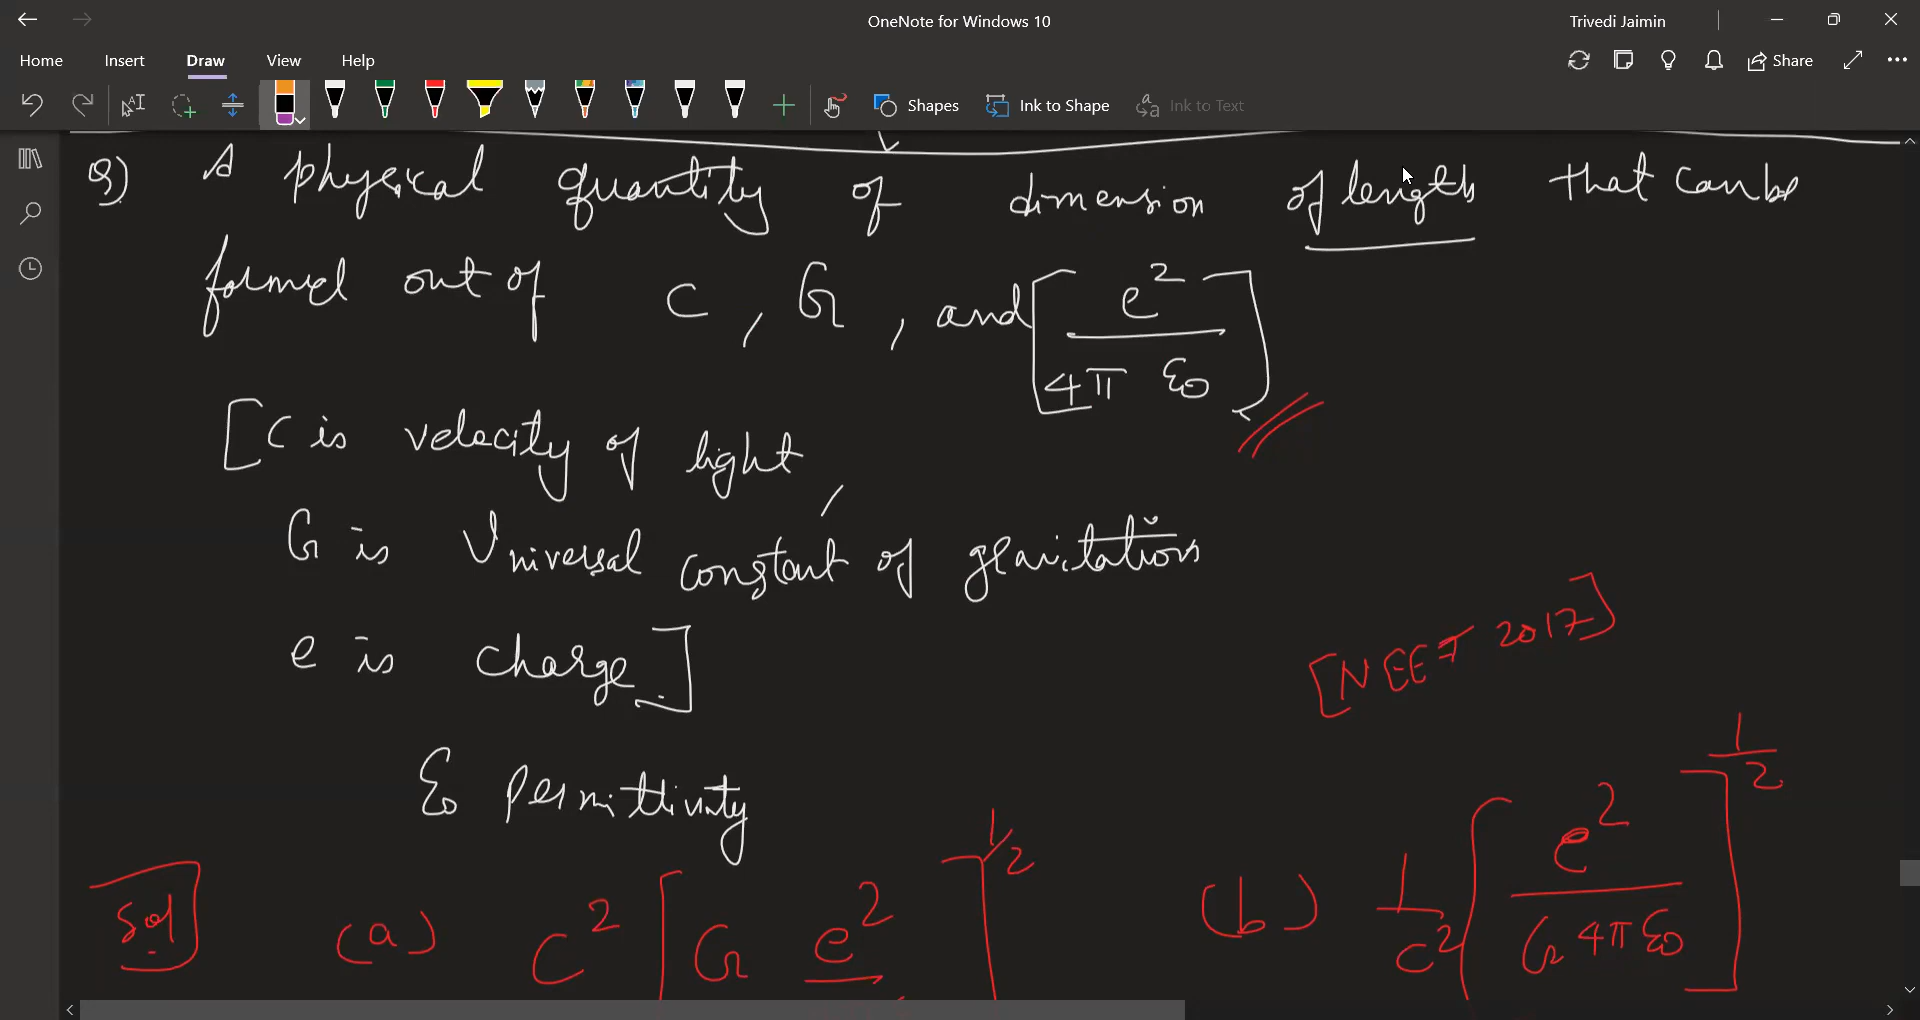 OneNote for Windows 10
Trivedi Jaimin
Home Insert Draw View Help
Share
Shapes Ink to Shape Ink to Text
Q) A physical quantity of dimension of length that can be
formed out of C, G, and [e² / 4π ε₀]
[C is velocity of light,
G is Universal constant of gravitation
e is charge.]
[NEET 2017]
ε₀ Permittivity
Sol (a) C² [G e²]^1/2 (b) 1/C² [e² / G 4π ε₀]^1/2